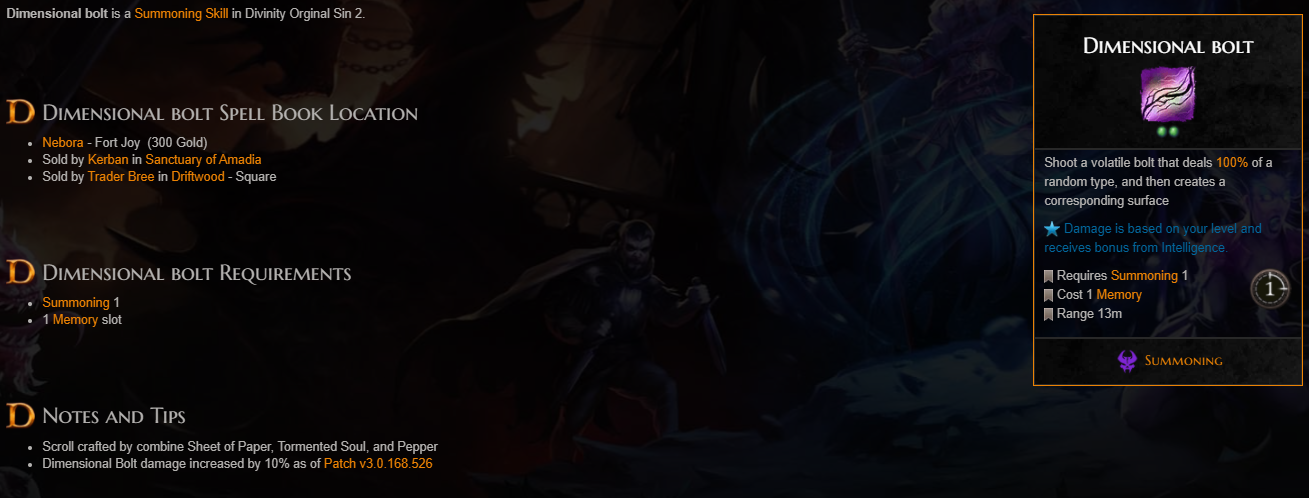 Dimensional bolt is a Summoning Skill in Divinity Orginal Sin 2.
Dimensional bolt Spell Book Location
Nebora - Fort Joy (300 Gold)
Sold by Kerban in Sanctuary of Amadia
Sold by Trader Bree in Driftwood - Square
Dimensional bolt Requirements
Summoning 1
1 Memory slot
Notes and Tips
Scroll crafted by combine Sheet of Paper, Tormented Soul, and Pepper
Dimensional Bolt damage increased by 10% as of Patch v3.0.168.526
Dimensional bolt
Shoot a volatile bolt that deals 100% of a
random type, and then creates a
corresponding surface
Damage is based on your level and
receives bonus from Intelligence.
Requires Summoning 1
Cost 1 Memory
Range 13m
1
Summoning